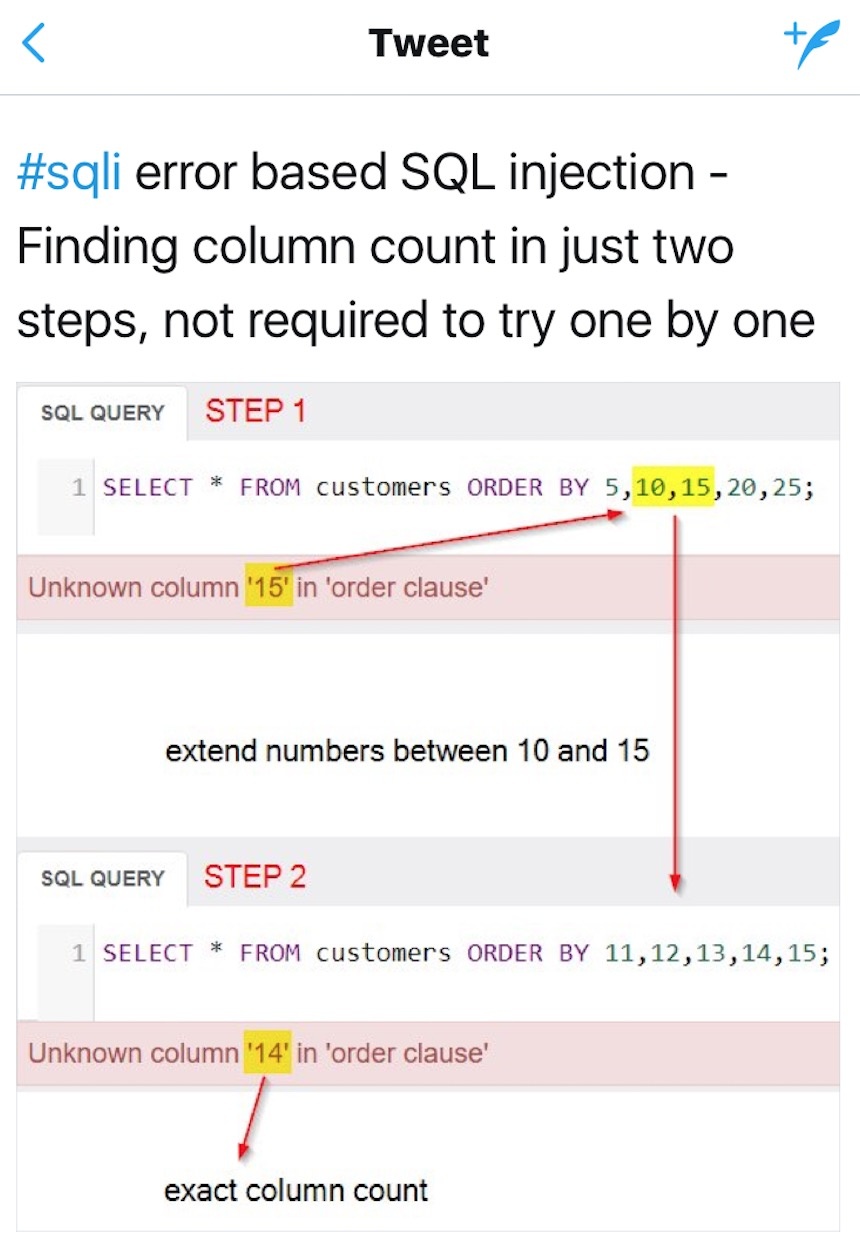 Tweet
#sqli error based SQL injection -
Finding column count in just two
steps, not required to try one by one
SQL QUERY STEP 1
1 SELECT * FROM customers ORDER BY 5,10,15,20,25;
Unknown column '15' in 'order clause'
extend numbers between 10 and 15
SQL QUERY STEP 2
1 SELECT * FROM customers ORDER BY 11,12,13,14,15;
Unknown column '14' in 'order clause'
exact column count